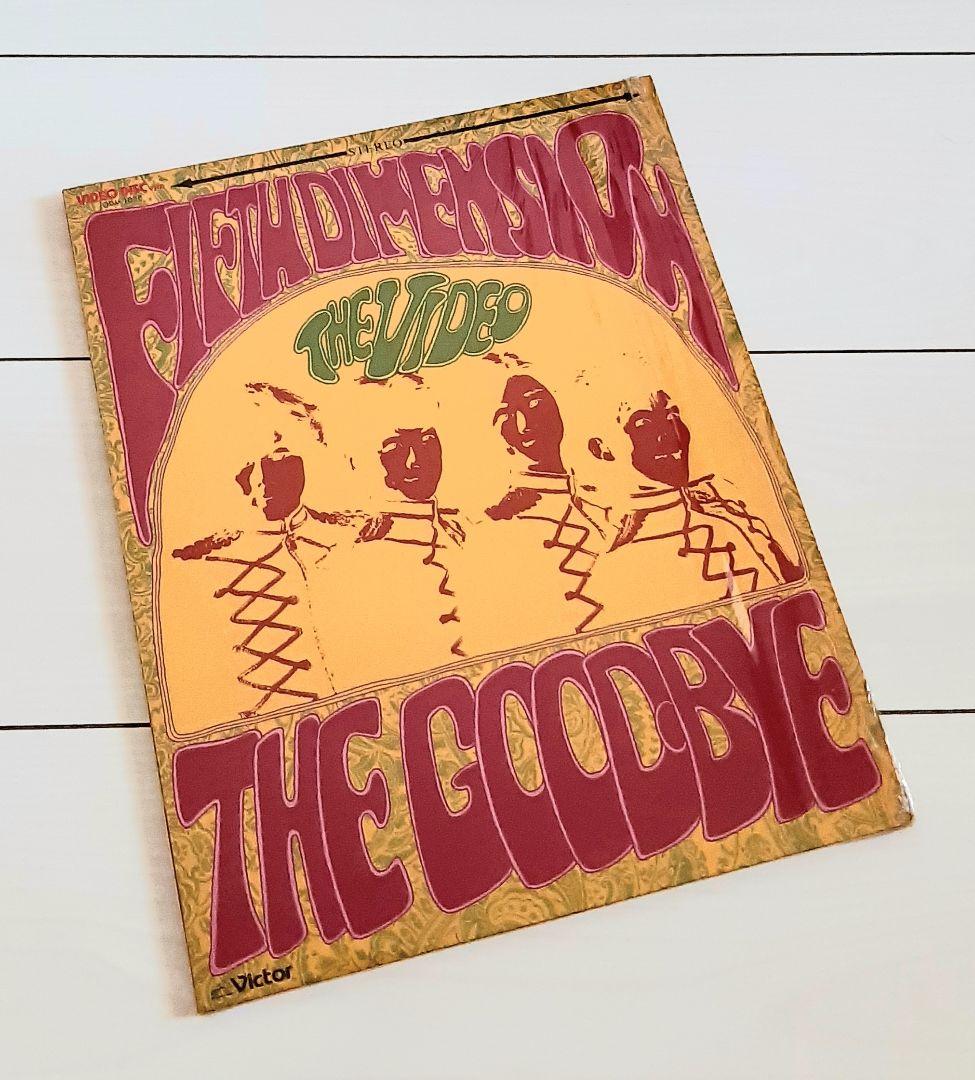 STEREO
VIDEO DISC
FIFTH DIMENSION
THE VIDEO
THE GOOD-BYE
Victor